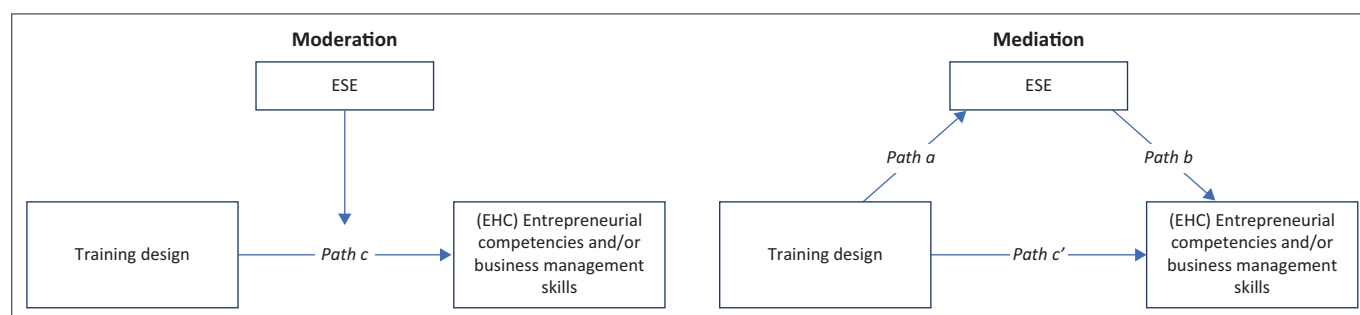 Moderation
ESE
Training design
Path c
(EHC) Entrepreneurial
competencies and/or
business management
skills
Mediation
ESE
Path a
Path b
Training design
Path c’
(EHC) Entrepreneurial
competencies and/or
business management
skills